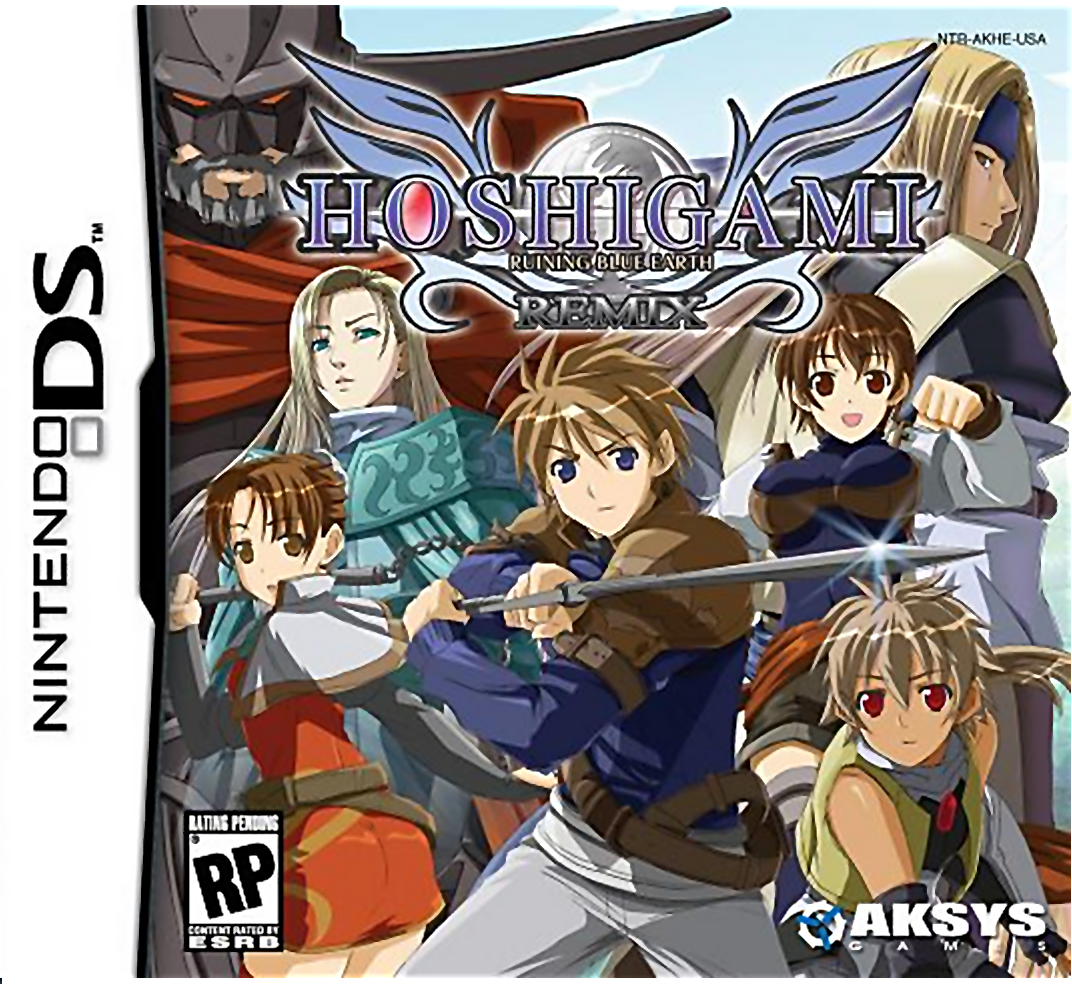 NINTENDO DS™
NTR-AKHE-USA
HOSHIGAMI
RUINING BLUE EARTH
REMIX
RATING PENDING
RP
CONTENT RATED BY
ESRB
AKSYS
GAMES